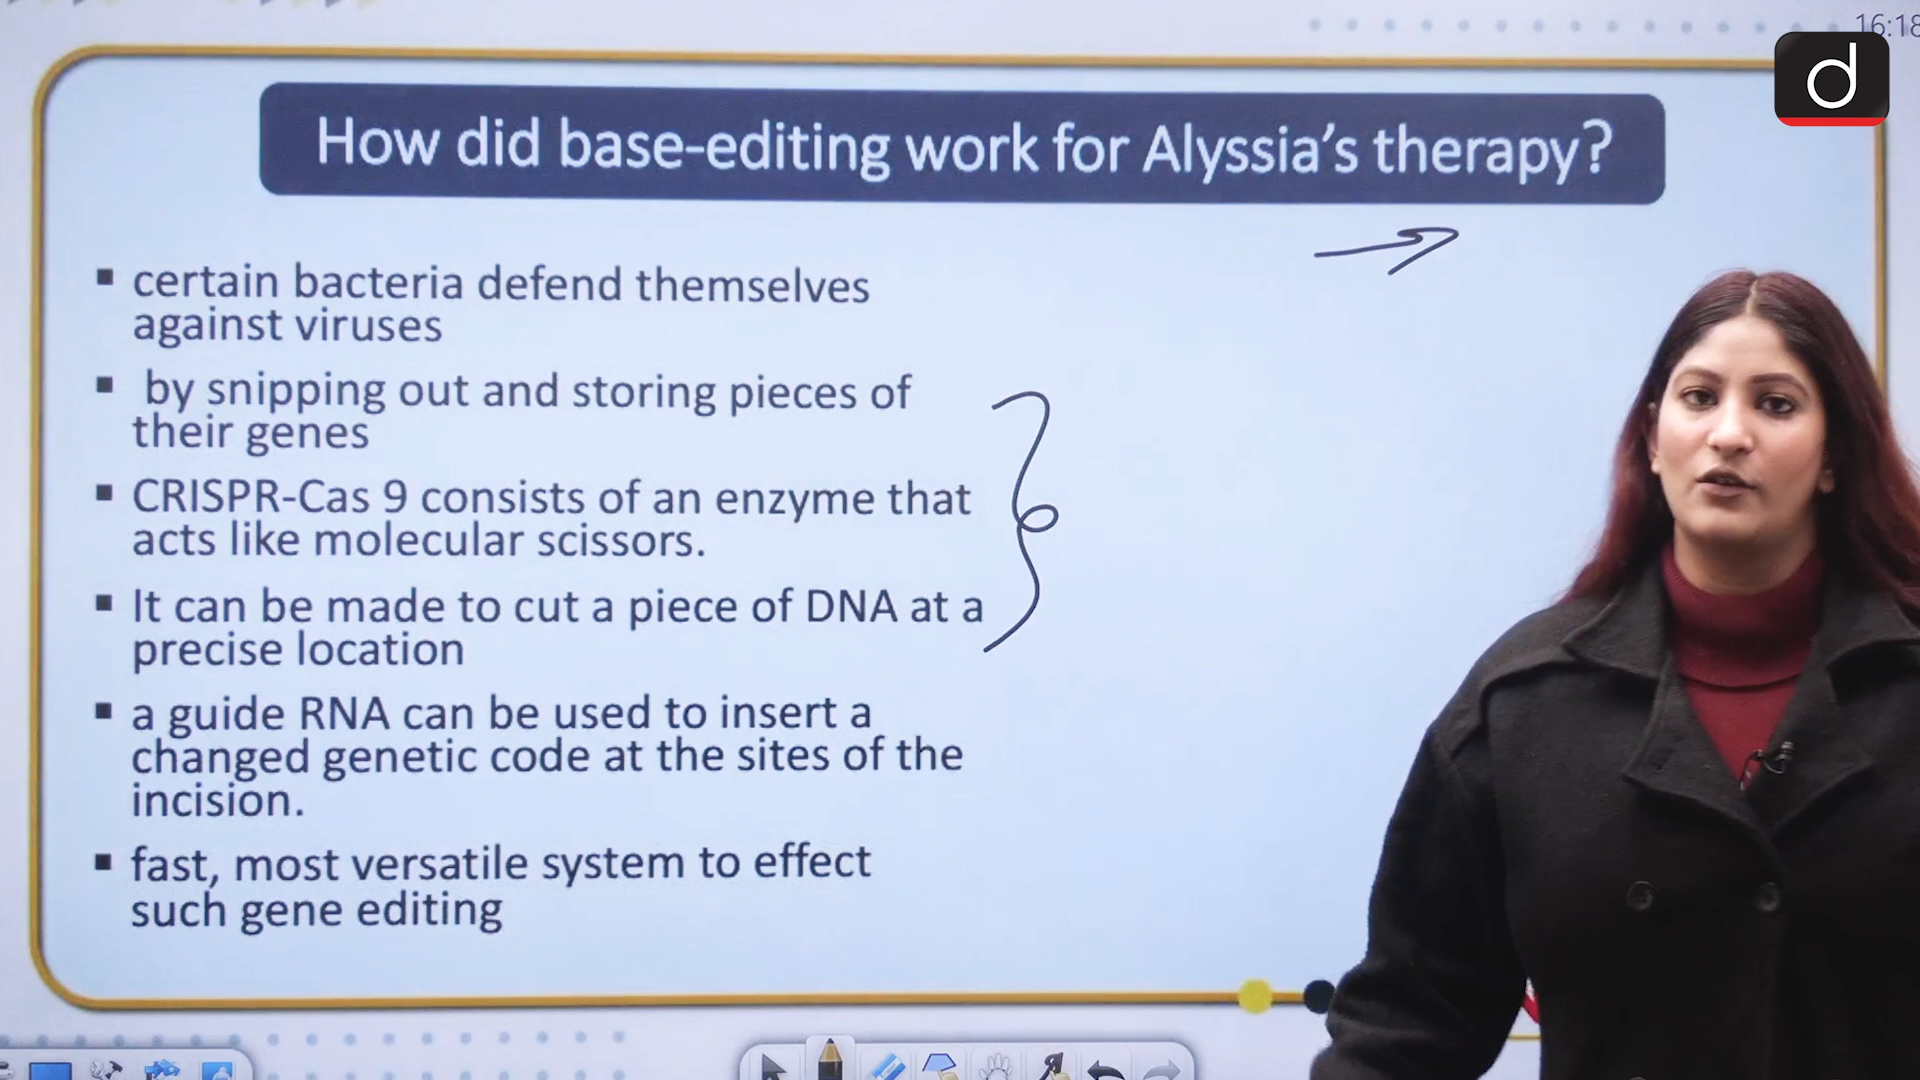 16:18
d
How did base-editing work for Alyssia's therapy?
▪ certain bacteria defend themselves
against viruses
▪ by snipping out and storing pieces of
their genes
▪ CRISPR-Cas 9 consists of an enzyme that
acts like molecular scissors.
▪ It can be made to cut a piece of DNA at a
precise location
▪ a guide RNA can be used to insert a
changed genetic code at the sites of the
incision.
▪ fast, most versatile system to effect
such gene editing